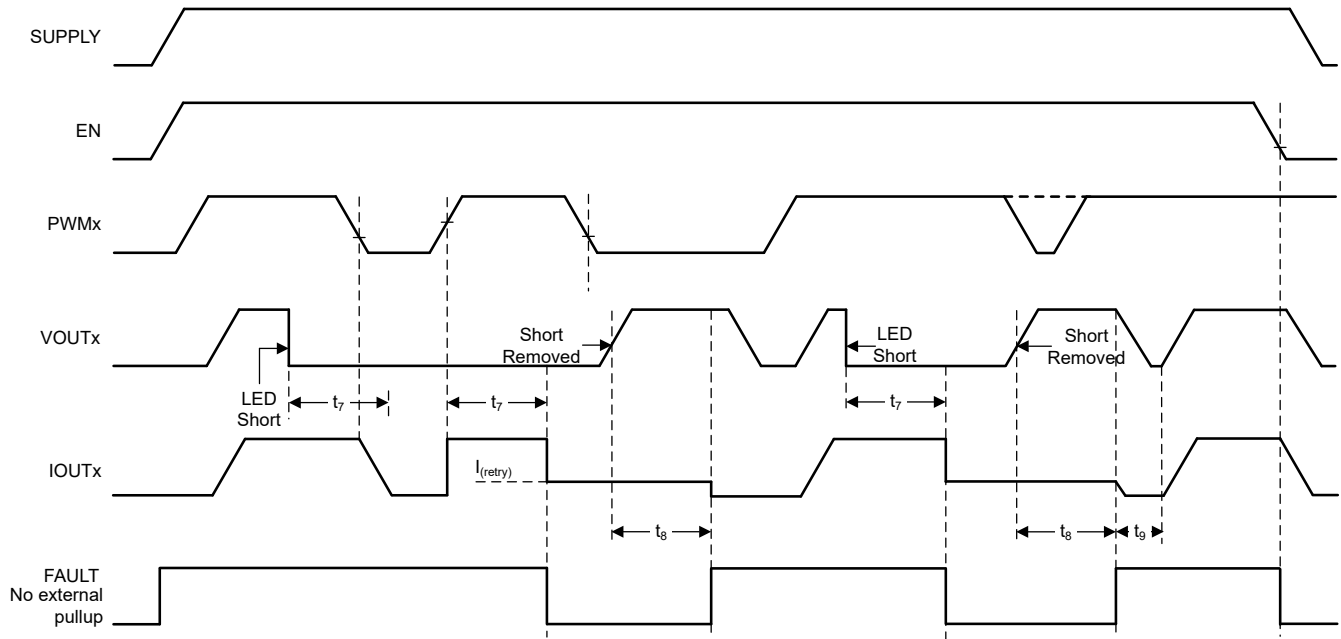 SUPPLY
EN
PWMx
VOUTx
LED
Short
t7
t7
Short
Removed
t8
LED
Short
t7
Short
Removed
t8
t9
IOUTx
I(retry)
FAULT
No external
pullup